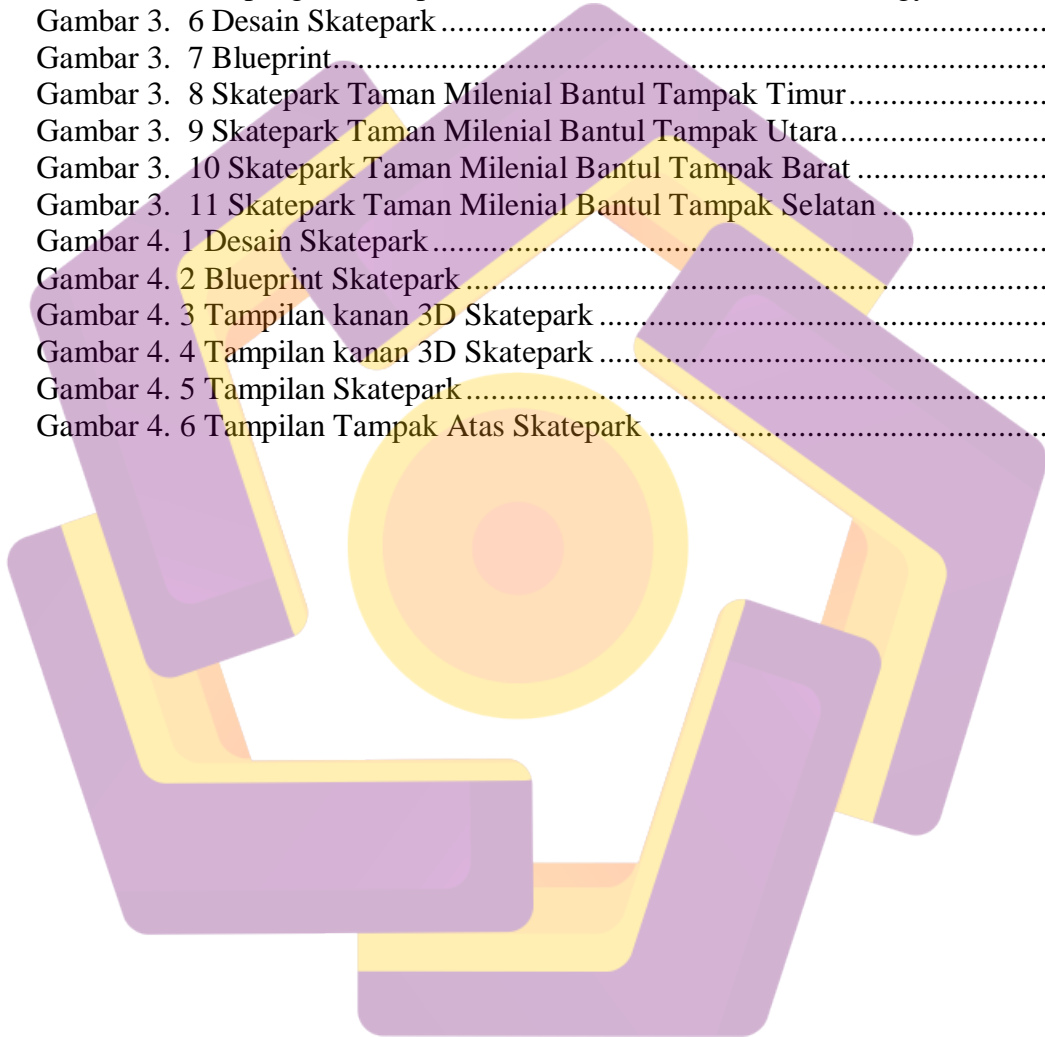 Gambar 3.  6 Desain Skatepark ................................................................................
Gambar 3.  7 Blueprint..............................................................................................
Gambar 3.  8 Skatepark Taman Milenial Bantul Tampak Timur.........................
Gambar 3.  9 Skatepark Taman Milenial Bantul Tampak Utara..........................
Gambar 3.  10 Skatepark Taman Milenial Bantul Tampak Barat ........................
Gambar 3.  11 Skatepark Taman Milenial Bantul Tampak Selatan .....................
Gambar 4. 1 Desain Skatepark..................................................................................
Gambar 4. 2 Blueprint Skatepark..............................................................................
Gambar 4. 3 Tampilan kanan 3D Skatepark ..........................................................
Gambar 4. 4 Tampilan kanan 3D Skatepark ..........................................................
Gambar 4. 5 Tampilan Skatepark.............................................................................
Gambar 4. 6 Tampilan Tampak Atas Skatepark ....................................................